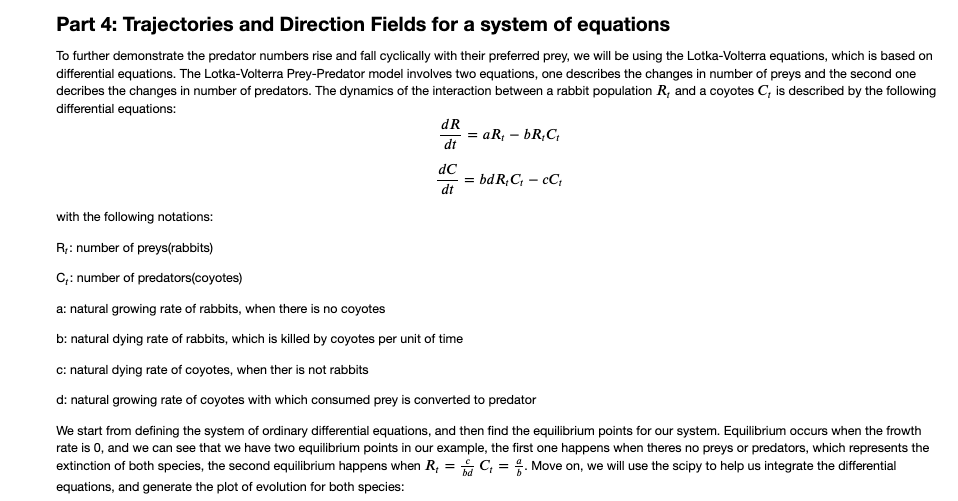 Part 4: Trajectories and Direction Fields for a system of equations
To further demonstrate the predator numbers rise and fall cyclically with their preferred prey, we will be using the Lotka-Volterra equations, which is based on
differential equations. The Lotka-Volterra Prey-Predator model involves two equations, one describes the changes in number of preys and the second one
decribes the changes in number of predators. The dynamics of the interaction between a rabbit population R_t and a coyotes C_t is described by the following
differential equations:
dR/dt = aR_t − bR_tC_t
dC/dt = bdR_tC_t − cC_t
with the following notations:
R_t: number of preys(rabbits)
C_t: number of predators(coyotes)
a: natural growing rate of rabbits, when there is no coyotes
b: natural dying rate of rabbits, which is killed by coyotes per unit of time
c: natural dying rate of coyotes, when ther is not rabbits
d: natural growing rate of coyotes with which consumed prey is converted to predator
We start from defining the system of ordinary differential equations, and then find the equilibrium points for our system. Equilibrium occurs when the frowth
rate is 0, and we can see that we have two equilibrium points in our example, the first one happens when theres no preys or predators, which represents the
extinction of both species, the second equilibrium happens when R_t = c/bd C_t = a/b. Move on, we will use the scipy to help us integrate the differential
equations, and generate the plot of evolution for both species: